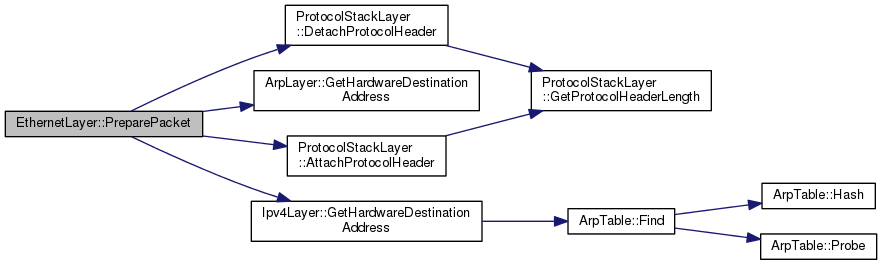 EthernetLayer::PreparePacket
ProtocolStackLayer
::DetachProtocolHeader
ArpLayer::GetHardwareDestination
Address
ProtocolStackLayer
::AttachProtocolHeader
Ipv4Layer::GetHardwareDestination
Address
ProtocolStackLayer
::GetProtocolHeaderLength
ArpTable::Find
ArpTable::Hash
ArpTable::Probe